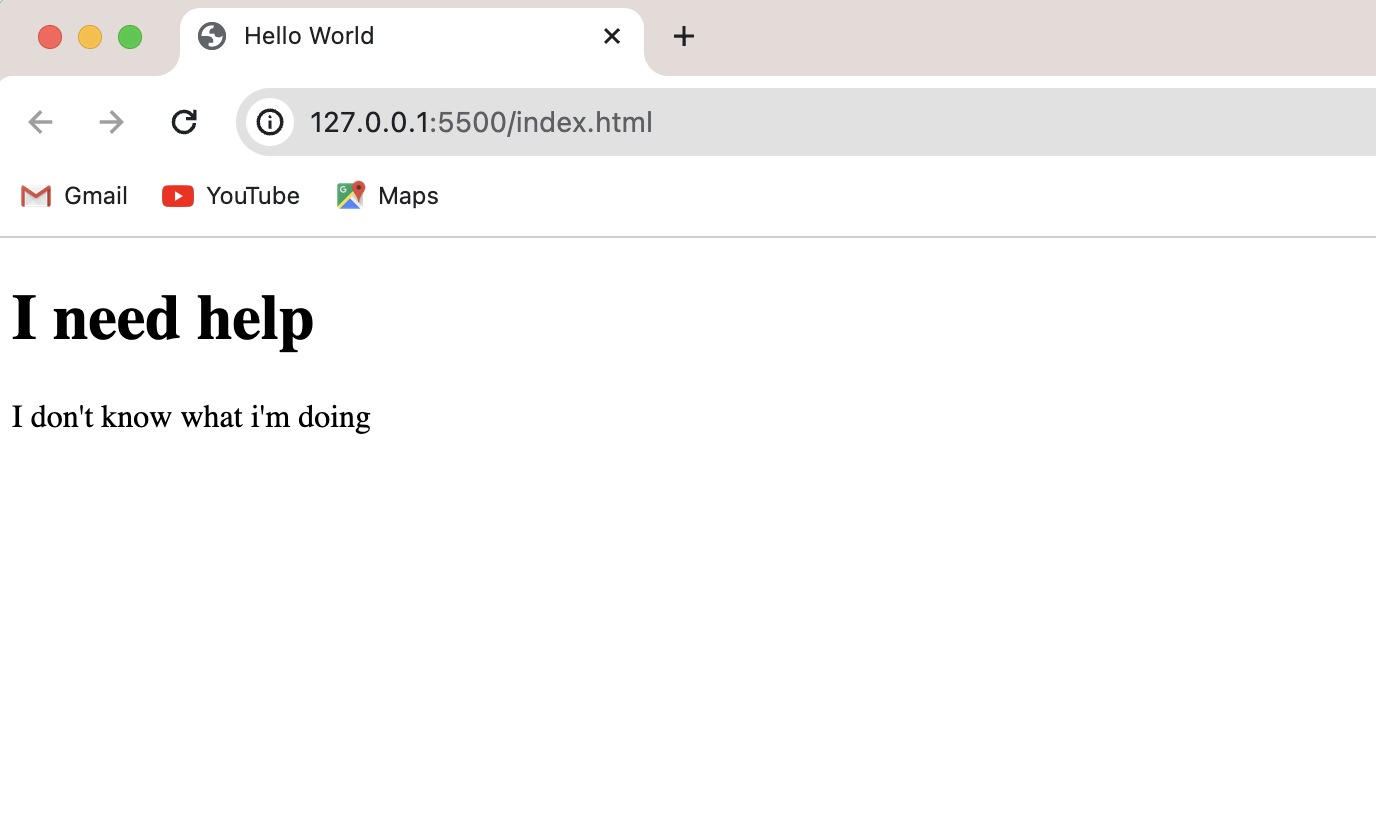 Hello World
127.0.0.1:5500/index.html
Gmail YouTube Maps
I need help
I don't know what i'm doing